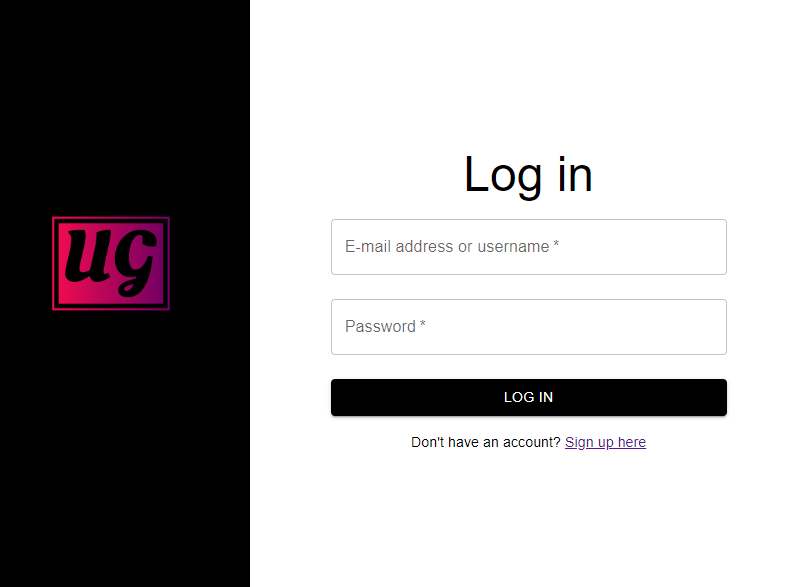 ug
Log in
E-mail address or username *
Password *
LOG IN
Don't have an account? Sign up here